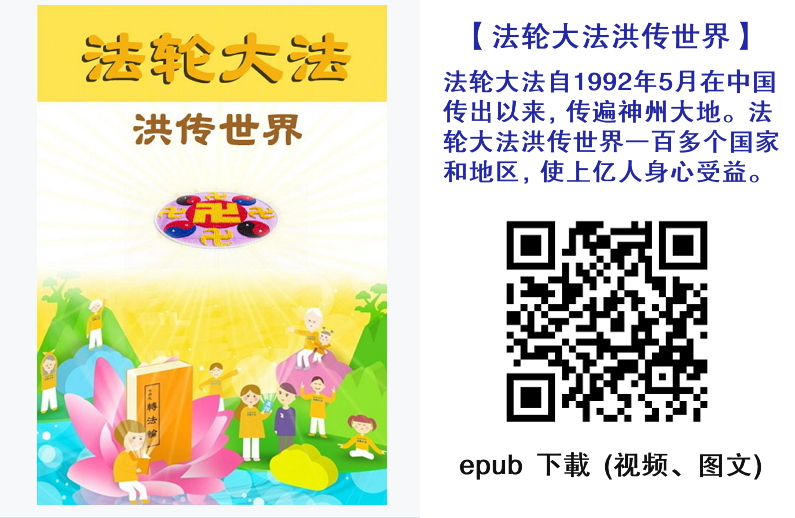 法轮大法
洪传世界
轉法輪
【法轮大法洪传世界】
法轮大法自1992年5月在中国
传出以来, 传遍神州大地。法
轮大法洪传世界一百多个国家
和地区, 使上亿人身心受益。
epub 下載 (视频、图文)